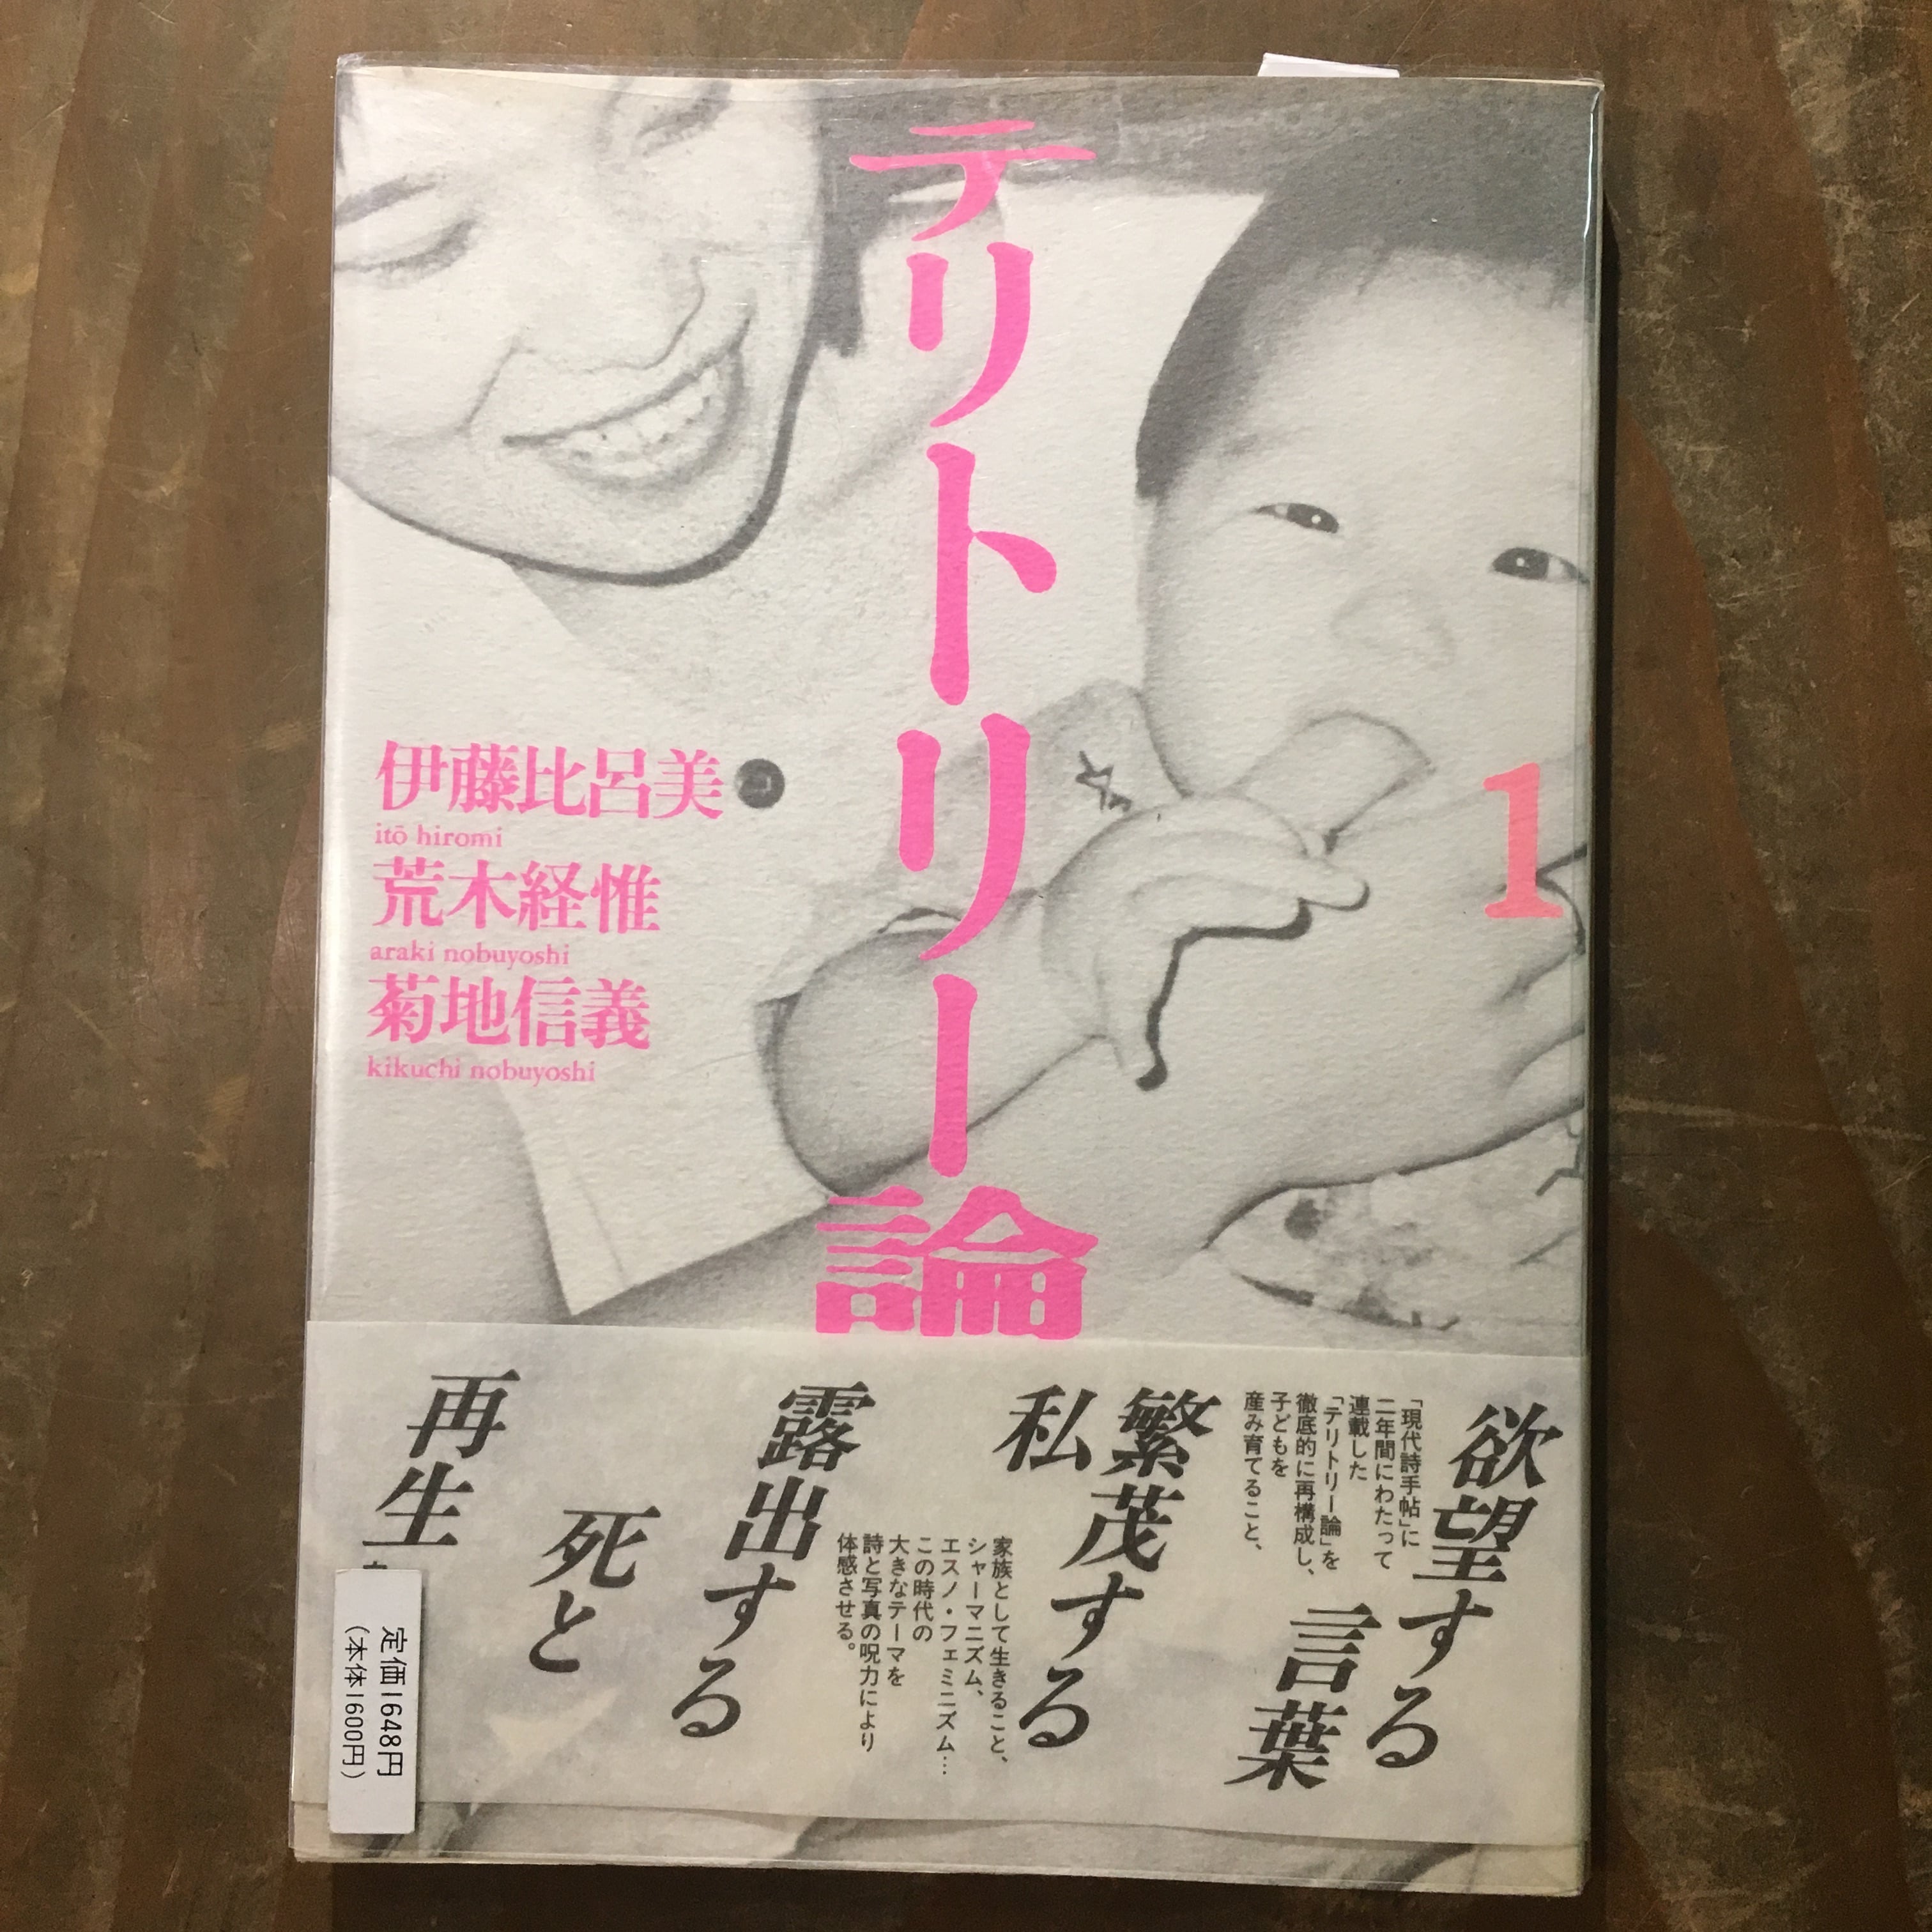 テリトリー論
1
伊藤比呂美
itō hiromi
荒木経惟
araki nobuyoshi
菊地信義
kikuchi nobuyoshi
欲望する
言葉
「現代詩手帖」に
二年間にわたって
連載した
「テリトリー論」を
徹底的に再構成し、
子どもを
産み育てること、
繁茂する
私
家族として生きること、
シャーマニズム、
エスノ・フェミニズム…
この時代の
大きなテーマを
詩と写真の呪力により
体感させる。
露出する
死と
再生
定価1648円
(本体1600円)